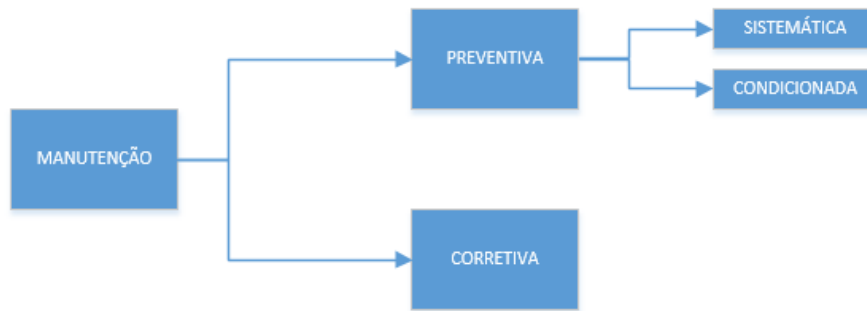 SISTEMÁTICA
PREVENTIVA
CONDICIONADA
MANUTENÇÃO
CORRETIVA